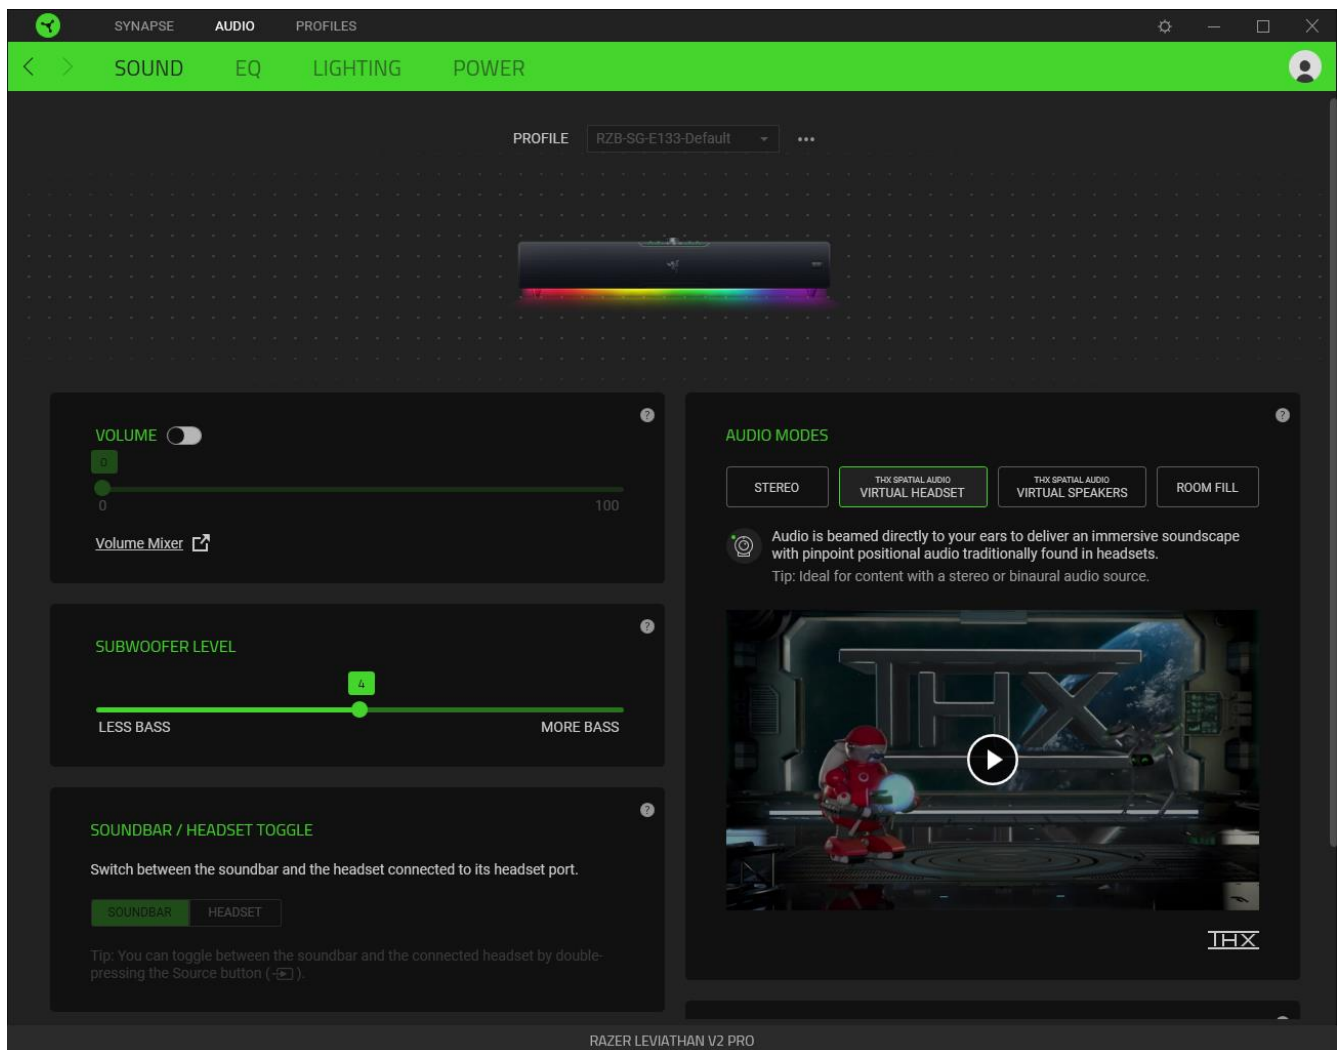 SYNAPSE AUDIO PROFILES
SOUND EQ LIGHTING POWER
PROFILE RZB-SG-E133-Default
VOLUME
0
0 100
Volume Mixer
SUBWOOFER LEVEL
4
LESS BASS MORE BASS
SOUNDBAR / HEADSET TOGGLE
Switch between the soundbar and the headset connected to its headset port.
SOUNDBAR HEADSET
Tip: You can toggle between the soundbar and the connected headset by double-
pressing the Source button ( ).
AUDIO MODES
STEREO
THX SPATIAL AUDIO
VIRTUAL HEADSET
THX SPATIAL AUDIO
VIRTUAL SPEAKERS
ROOM FILL
Audio is beamed directly to your ears to deliver an immersive soundscape
with pinpoint positional audio traditionally found in headsets.
Tip: Ideal for content with a stereo or binaural audio source.
THX
THX
RAZER LEVIATHAN V2 PRO